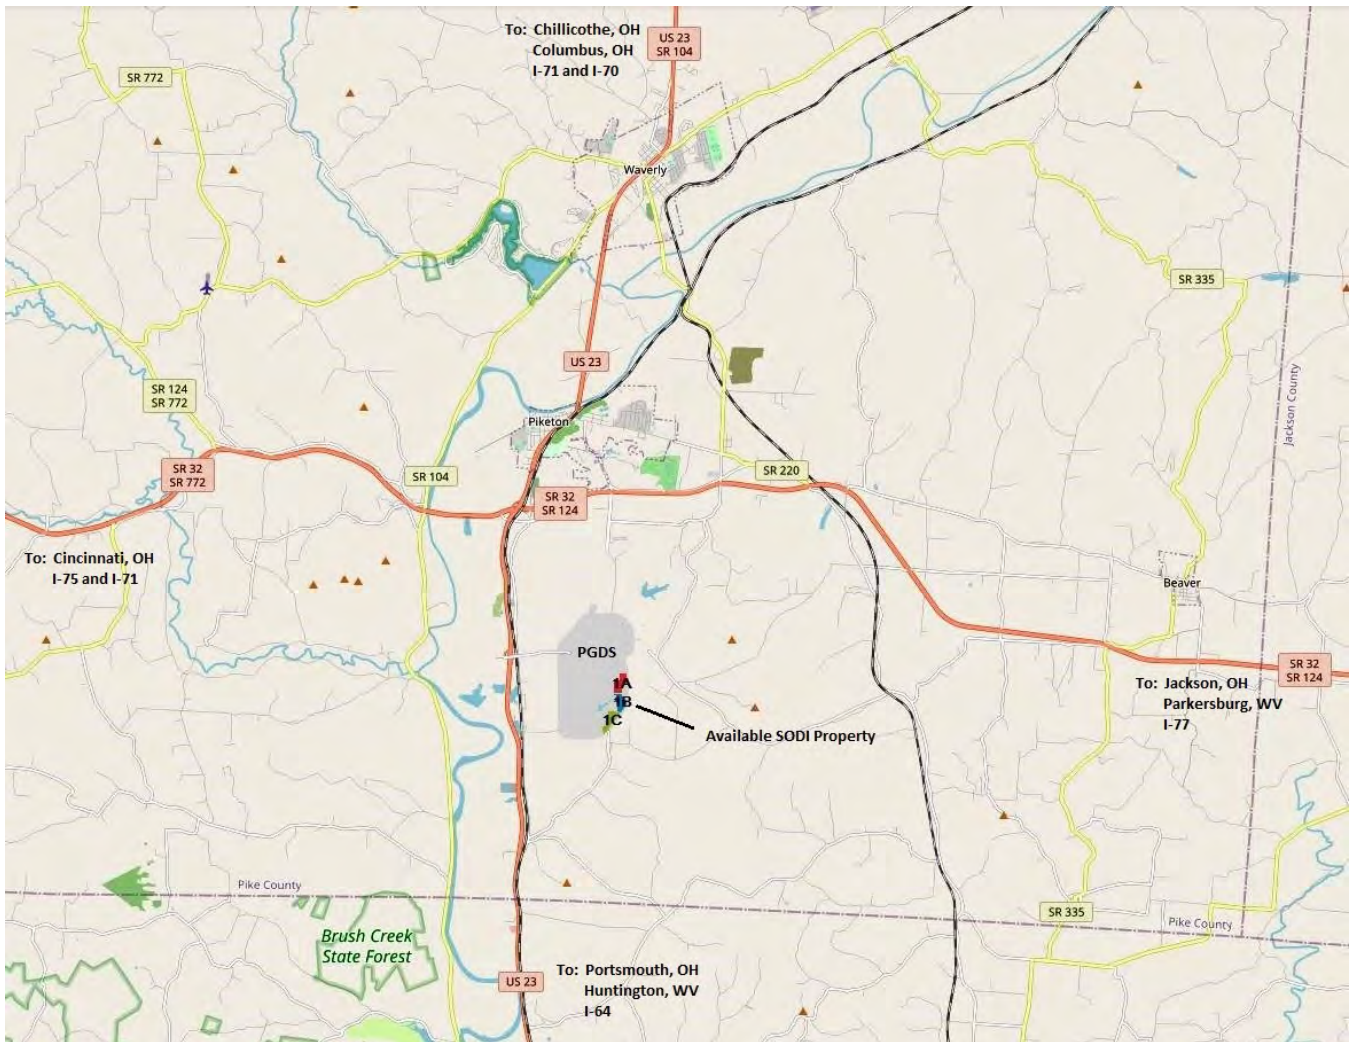 To: Chillicothe, OH
Columbus, OH
I-71 and I-70
US 23
SR 104
SR 772
Waverly
SR 335
US 23
SR 124
SR 772
Jackson County
Piketon
SR 32
SR 772
SR 104
SR 220
SR 32
SR 124
To: Cincinnati, OH
I-75 and I-71
Beaver
PGDS
1A
1B
1C
Available SODI Property
SR 32
SR 124
To: Jackson, OH
Parkersburg, WV
I-77
Pike County
SR 335
Pike County
Brush Creek
State Forest
US 23
To: Portsmouth, OH
Huntington, WV
I-64